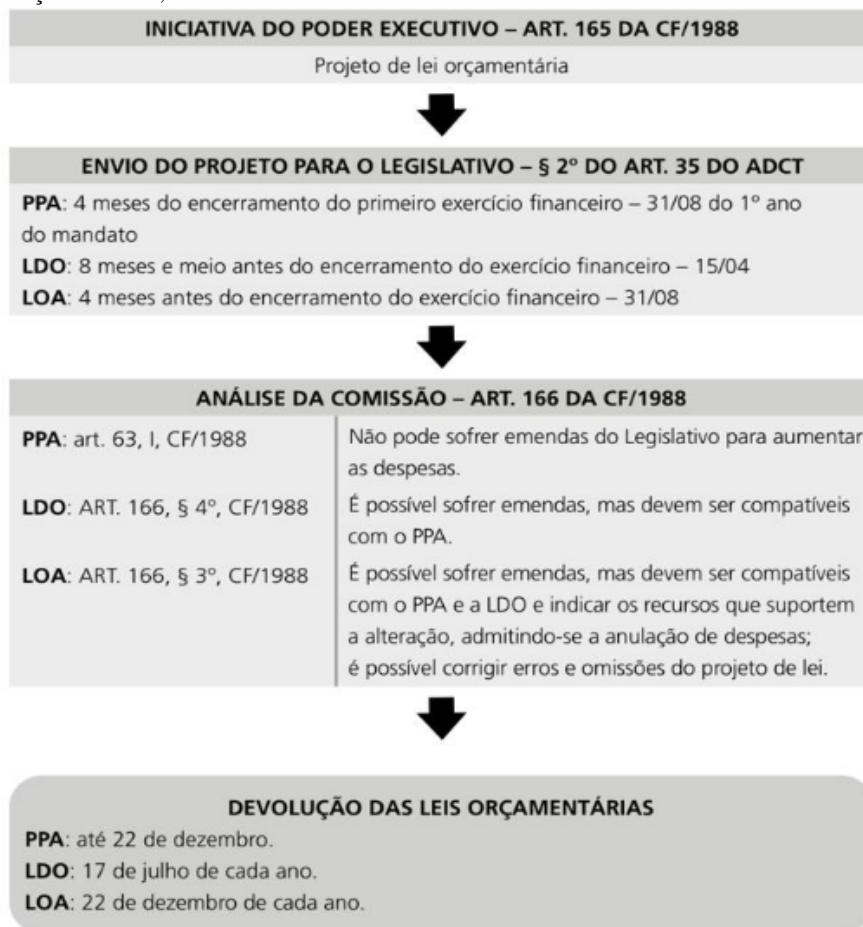 INICIATIVA DO PODER EXECUTIVO – ART. 165 DA CF/1988
Projeto de lei orçamentária
ENVIO DO PROJETO PARA O LEGISLATIVO – § 2º DO ART. 35 DO ADCT
PPA: 4 meses do encerramento do primeiro exercício financeiro – 31/08 do 1º ano
do mandato
LDO: 8 meses e meio antes do encerramento do exercício financeiro – 15/04
LOA: 4 meses antes do encerramento do exercício financeiro – 31/08
ANÁLISE DA COMISSÃO – ART. 166 DA CF/1988
PPA: art. 63, I, CF/1988
Não pode sofrer emendas do Legislativo para aumentar
as despesas.
LDO: ART. 166, § 4º, CF/1988
É possível sofrer emendas, mas devem ser compatíveis
com o PPA.
LOA: ART. 166, § 3º, CF/1988
É possível sofrer emendas, mas devem ser compatíveis
com o PPA e a LDO e indicar os recursos que suportem
a alteração, admitindo-se a anulação de despesas;
é possível corrigir erros e omissões do projeto de lei.
DEVOLUÇÃO DAS LEIS ORÇAMENTÁRIAS
PPA: até 22 de dezembro.
LDO: 17 de julho de cada ano.
LOA: 22 de dezembro de cada ano.